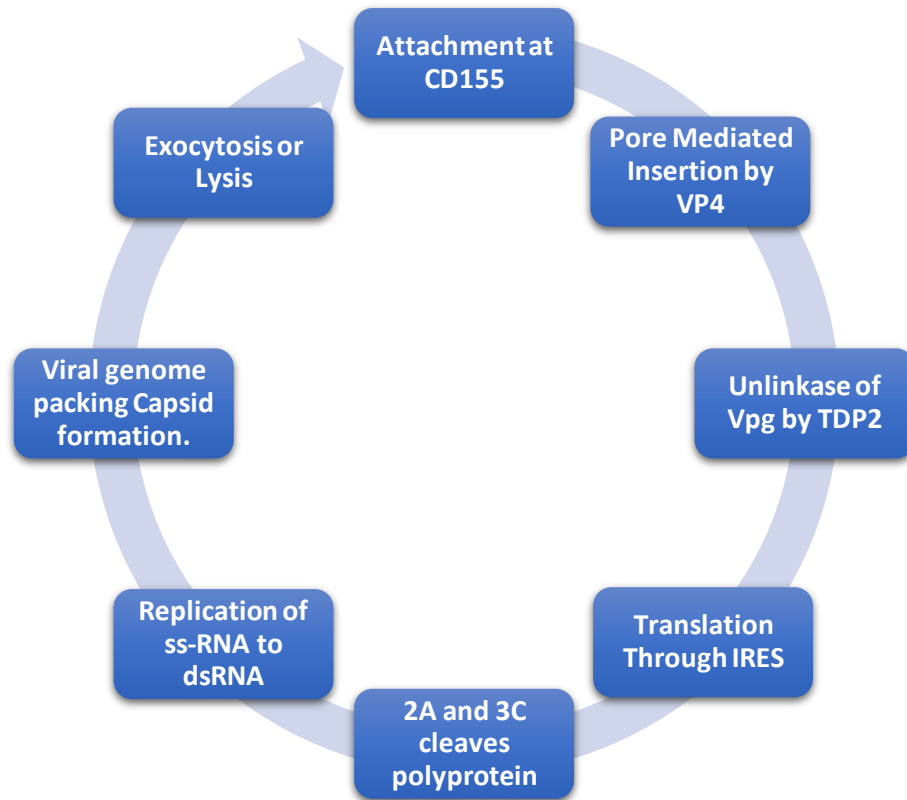 Attachment at
CD155
Pore Mediated
Insertion by
VP4
Unlinkase of
Vpg by TDP2
Translation
Through IRES
2A and 3C
cleaves
polyprotein
Replication of
ss-RNA to
dsRNA
Viral genome
packing Capsid
formation.
Exocytosis or
Lysis